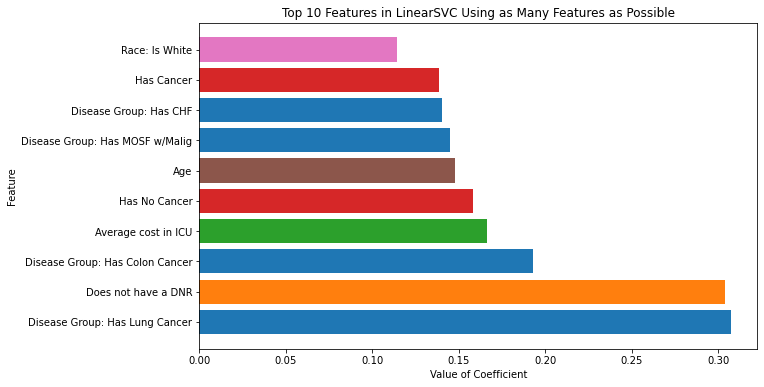 Top 10 Features in LinearSVC Using as Many Features as Possible
Race: Is White
Has Cancer
Disease Group: Has CHF
Disease Group: Has MOSF w/Malig
Age
Has No Cancer
Average cost in ICU
Disease Group: Has Colon Cancer
Does not have a DNR
Disease Group: Has Lung Cancer
Feature
0.00 0.05 0.10 0.15 0.20 0.25 0.30
Value of Coefficient